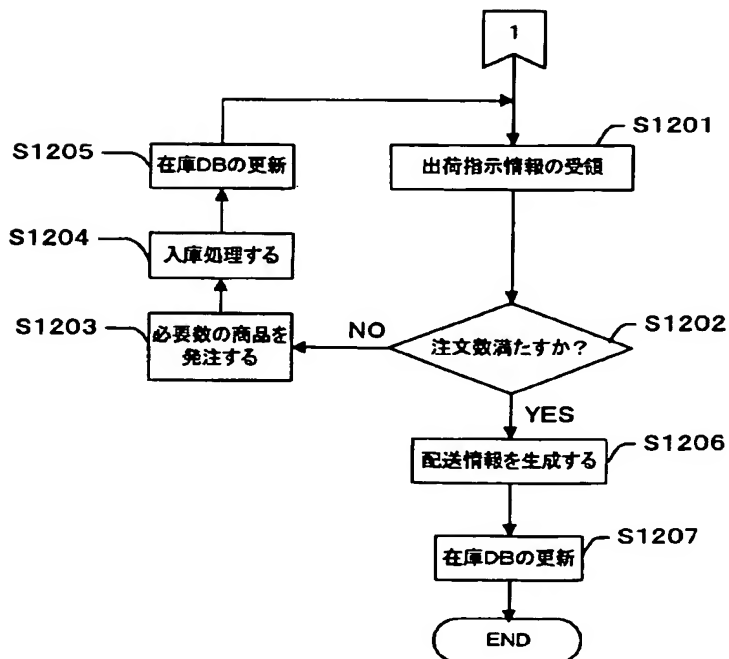 1
S1201
出荷指示情報の受領
S1205
在庫DBの更新
S1204
入庫処理する
S1203
必要数の商品を
発注する
NO
注文数満たすか？
S1202
YES
配送情報を生成する
S1206
在庫DBの更新
S1207
END